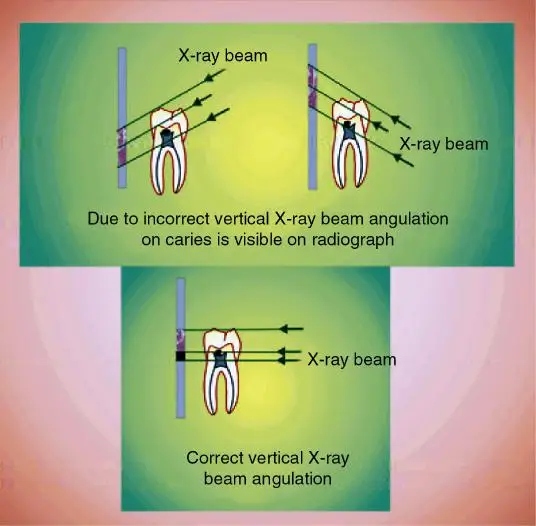 X-ray beam
X-ray beam
Due to incorrect vertical X-ray beam angulation
on caries is visible on radiograph
X-ray beam
Correct vertical X-ray
beam angulation